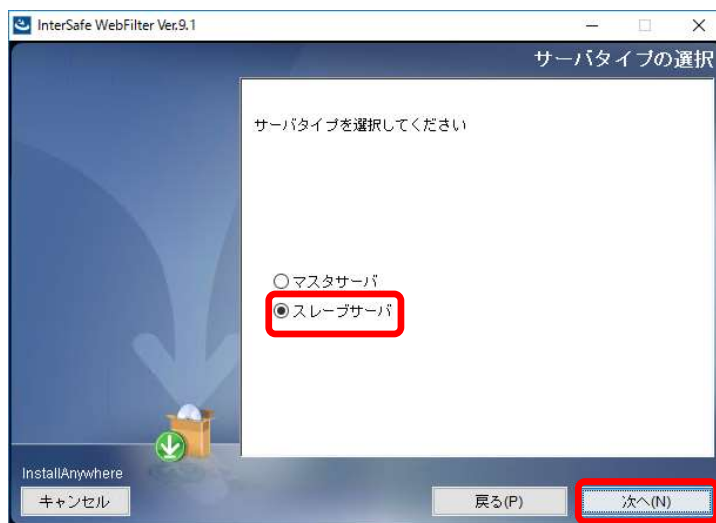 InterSafe WebFilter Ver.9.1
サーバタイプの選択
サーバタイプを選択してください
マスタサーバ
スレーブサーバ
InstallAnywhere
キャンセル
戻る(P)
次へ(N)